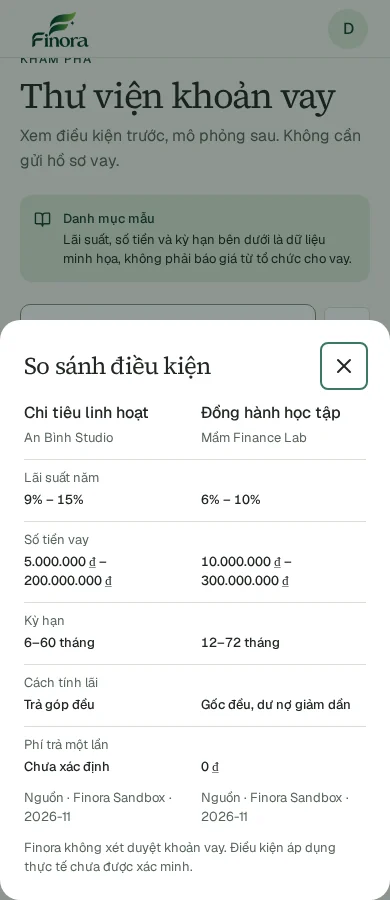 Finora
D
KHÁM PHÁ
Thư viện khoản vay
Xem điều kiện trước, mô phỏng sau. Không cần
gửi hồ sơ vay.
Danh mục mẫu
Lãi suất, số tiền và kỳ hạn bên dưới là dữ liệu
minh họa, không phải báo giá từ tổ chức cho vay.
So sánh điều kiện
Chi tiêu linh hoạt Đồng hành học tập
An Bình Studio Mầm Finance Lab
Lãi suất năm
9% – 15% 6% – 10%
Số tiền vay
5.000.000 ₫ – 10.000.000 ₫ –
200.000.000 ₫ 300.000.000 ₫
Kỳ hạn
6–60 tháng 12–72 tháng
Cách tính lãi
Trả góp đều Gốc đều, dư nợ giảm dần
Phí trả một lần
Chưa xác định 0 ₫
Nguồn · Finora Sandbox · Nguồn · Finora Sandbox ·
2026-11 2026-11
Finora không xét duyệt khoản vay. Điều kiện áp dụng
thực tế chưa được xác minh.